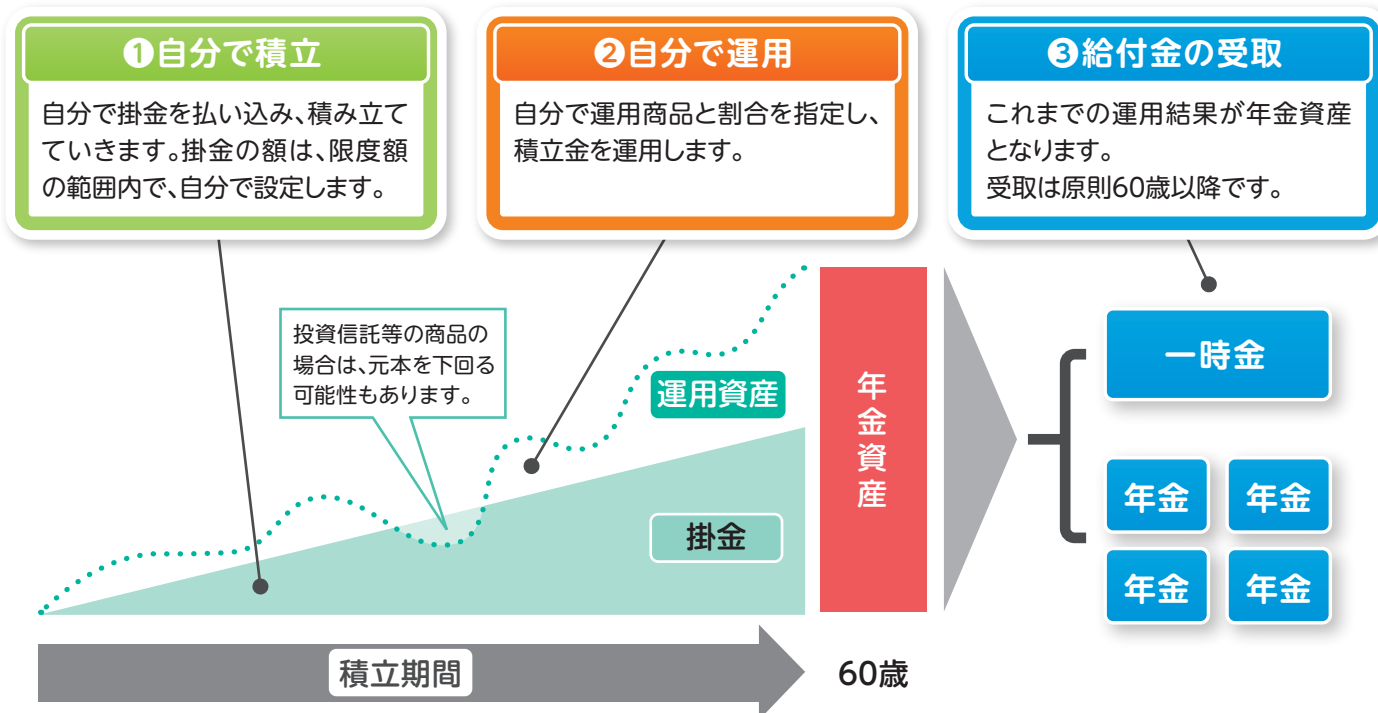 ❶自分で積立
自分で掛金を払い込み、積み立て
ていきます。掛金の額は、限度額
の範囲内で、自分で設定します。
❷自分で運用
自分で運用商品と割合を指定し、
積立金を運用します。
❸給付金の受取
これまでの運用結果が年金資産
となります。
受取は原則60歳以降です。
投資信託等の商品の
場合は、元本を下回る
可能性もあります。
運用資産
掛金
年金資産
一時金
年金
年金
年金
年金
積立期間
60歳